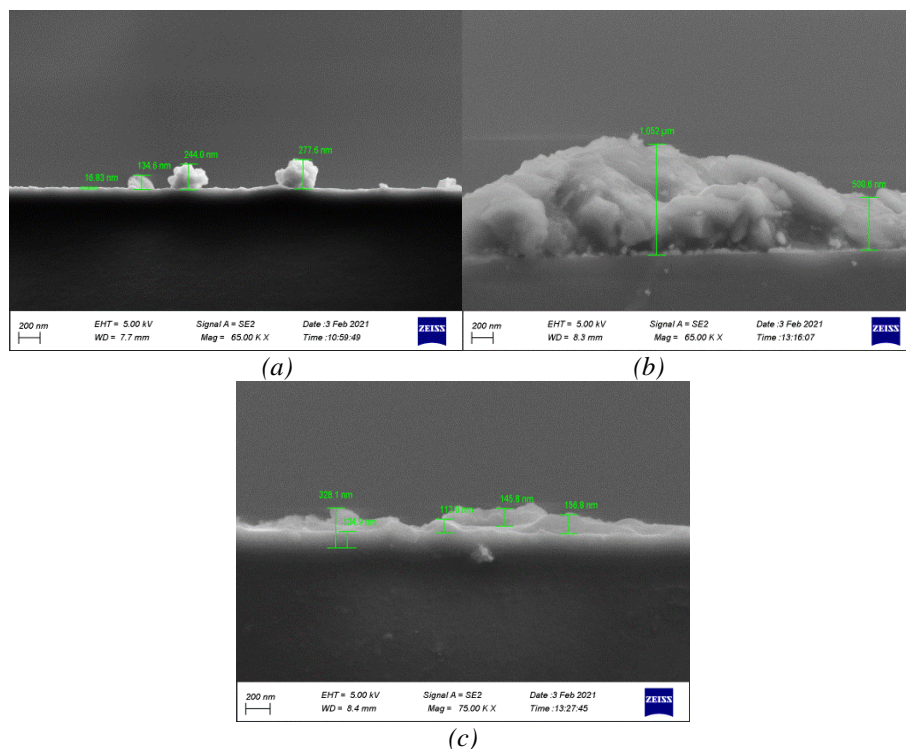 16.83 nm
134.6 nm
244.0 nm
277.6 nm
200 nm
EHT = 5.00 kV
WD = 7.7 mm
Signal A = SE2
Mag = 65.00 K X
Date :3 Feb 2021
Time :10:59:49
ZEISS
(a)
1.052 µm
200 nm
EHT = 5.00 kV
WD = 8.3 mm
Signal A = SE2
Mag = 65.00 K X
Date :3 Feb 2021
Time :13:16:07
ZEISS
(b)
328.1 nm
145.8 nm
156.8 nm
200 nm
EHT = 5.00 kV
WD = 8.4 mm
Signal A = SE2
Mag = 75.00 K X
Date :3 Feb 2021
Time :13:27:45
ZEISS
(c)